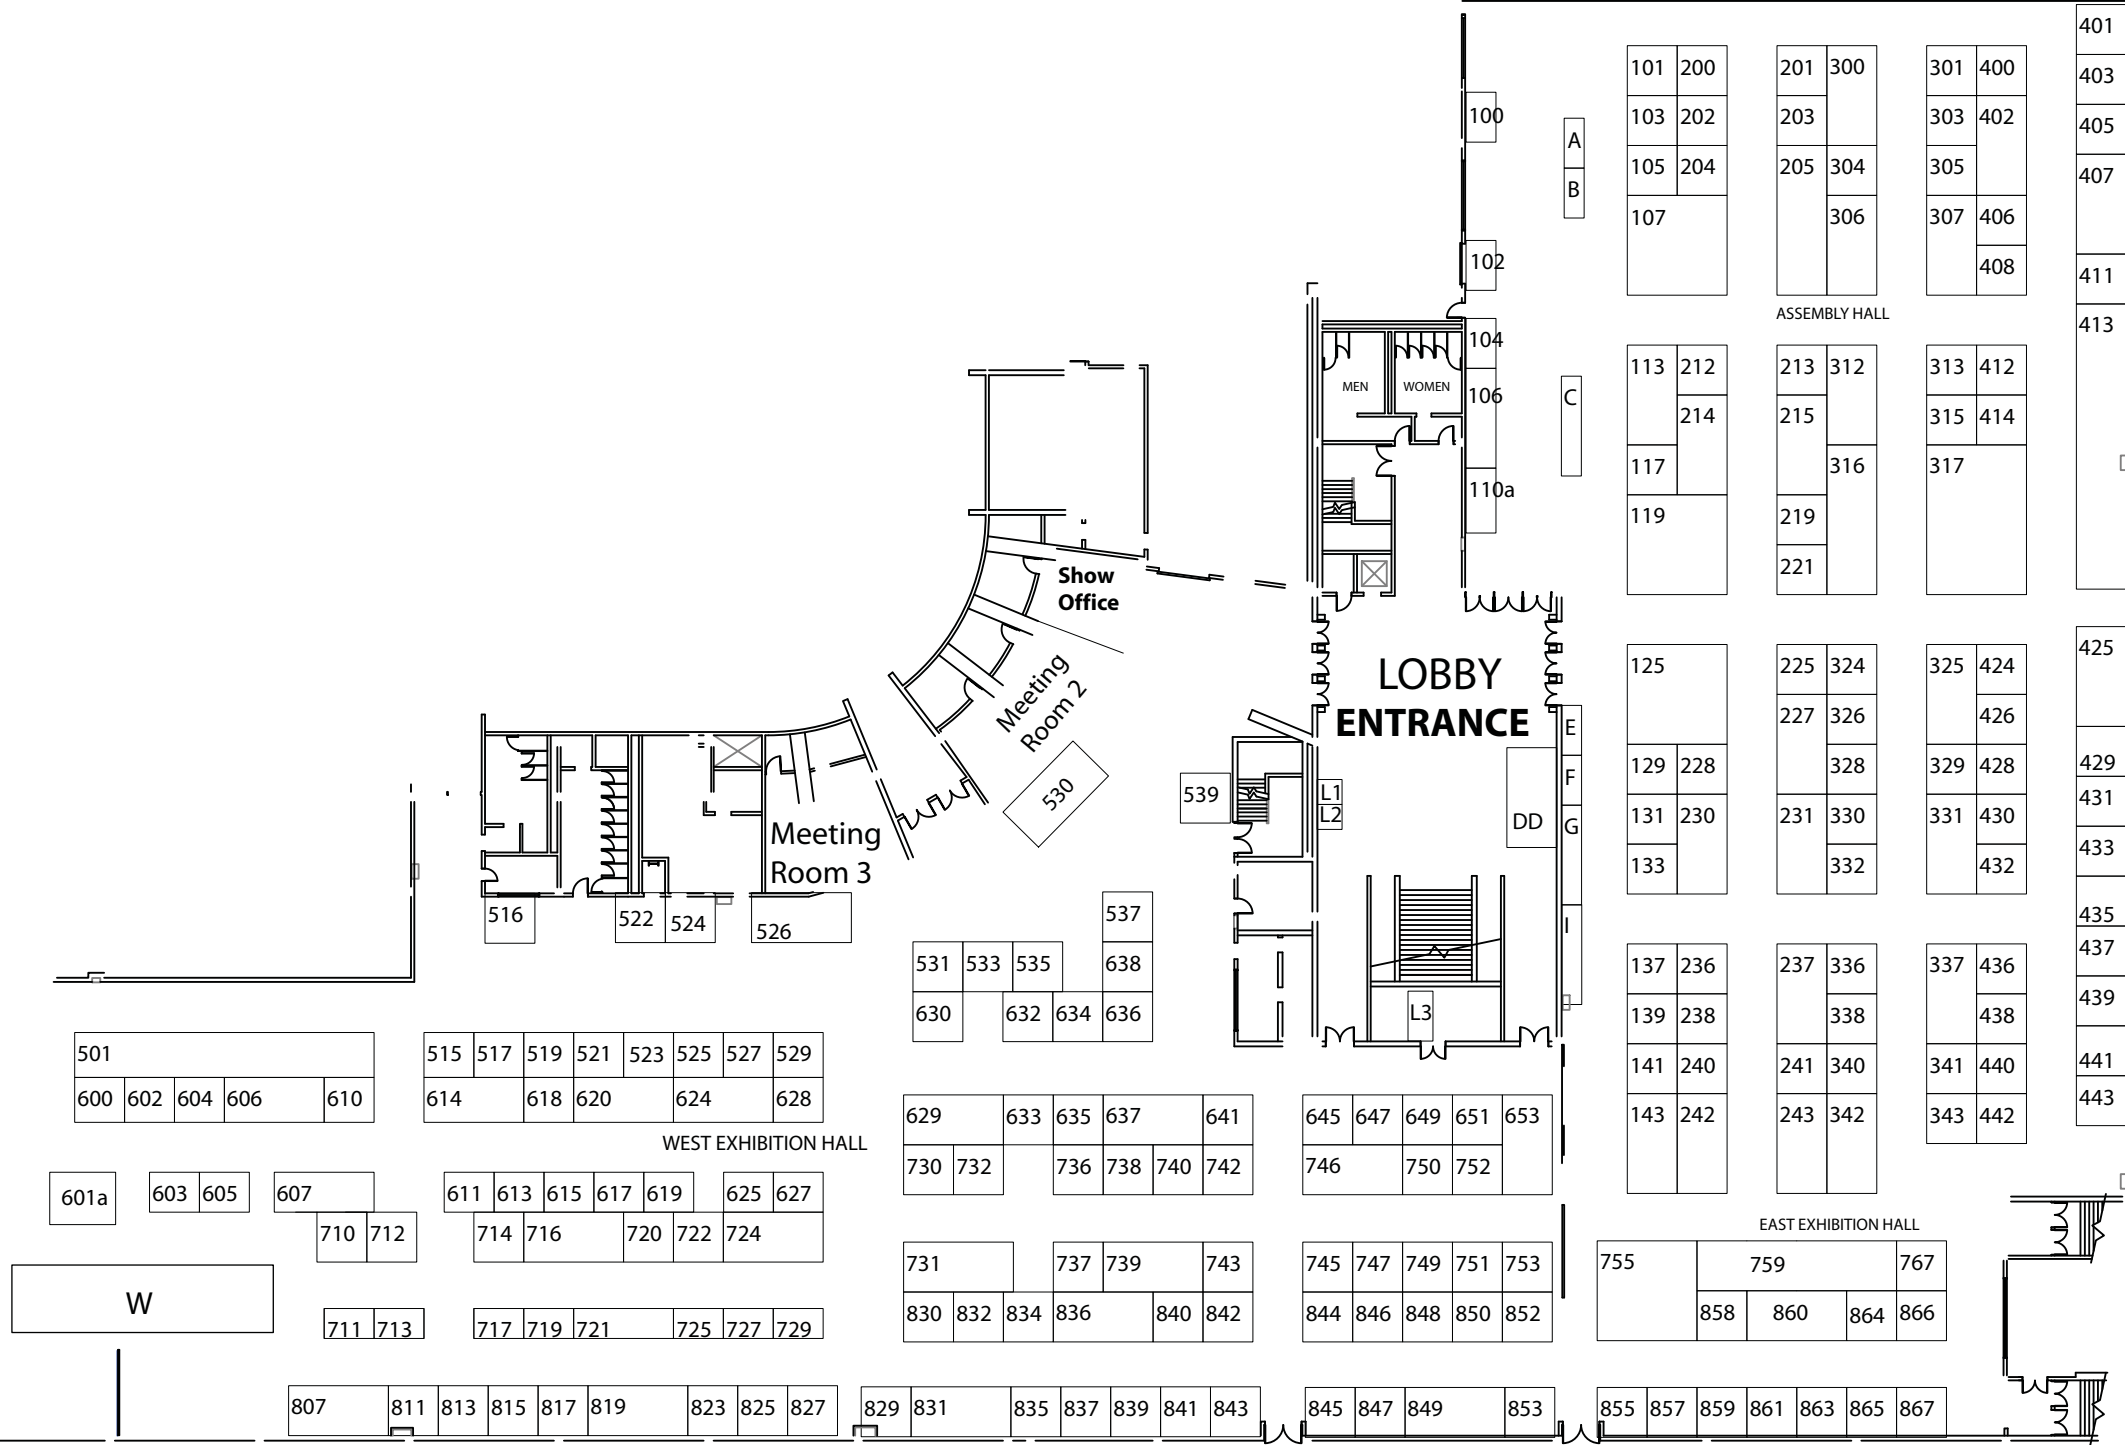 401
101 200 201 300 301 400
403
100 103 202 203 303 402
405
A
105 204 205 304 305
407
B
107 306 307 406
102 408 411
ASSEMBLY HALL
413
104
113 212 213 312 313 412
MEN WOMEN
106 C
214 215 315 414
117 316 317
110a
119 219
221
Show
Office
LOBBY
ENTRANCE
Meeting
Room 2
425
125 225 324 325 424
227 326 426
E
129 228 328 329 428 429
F
530 539 L1
L2
DD G
131 230 231 330 331 430 431
Meeting
Room 3
133 332 432 433
516 522 524 526
537
I
435
437
531 533 535 638
137 236 237 336 337 436
630 632 634 636
L3
139 238 338 438 439
501
515 517 519 521 523 525 527 529
141 240 241 340 341 440 441
600 602 604 606 610
614 618 620 624 628
629 633 635 637 641
645 647 649 651 653
143 242 243 342 343 442 443
WEST EXHIBITION HALL
730 732 736 738 740 742
746 750 752
601a 603 605 607
611 613 615 617 619 625 627
EAST EXHIBITION HALL
710 712
714 716 720 722 724
731 737 739 743
745 747 749 751 753
755 759 767
W
830 832 834 836 840 842
844 846 848 850 852
858 860 864 866
711 713
717 719 721 725 727 729
807 811 813 815 817 819 823 825 827
829 831 835 837 839 841 843
845 847 849 853
855 857 859 861 863 865 867
231